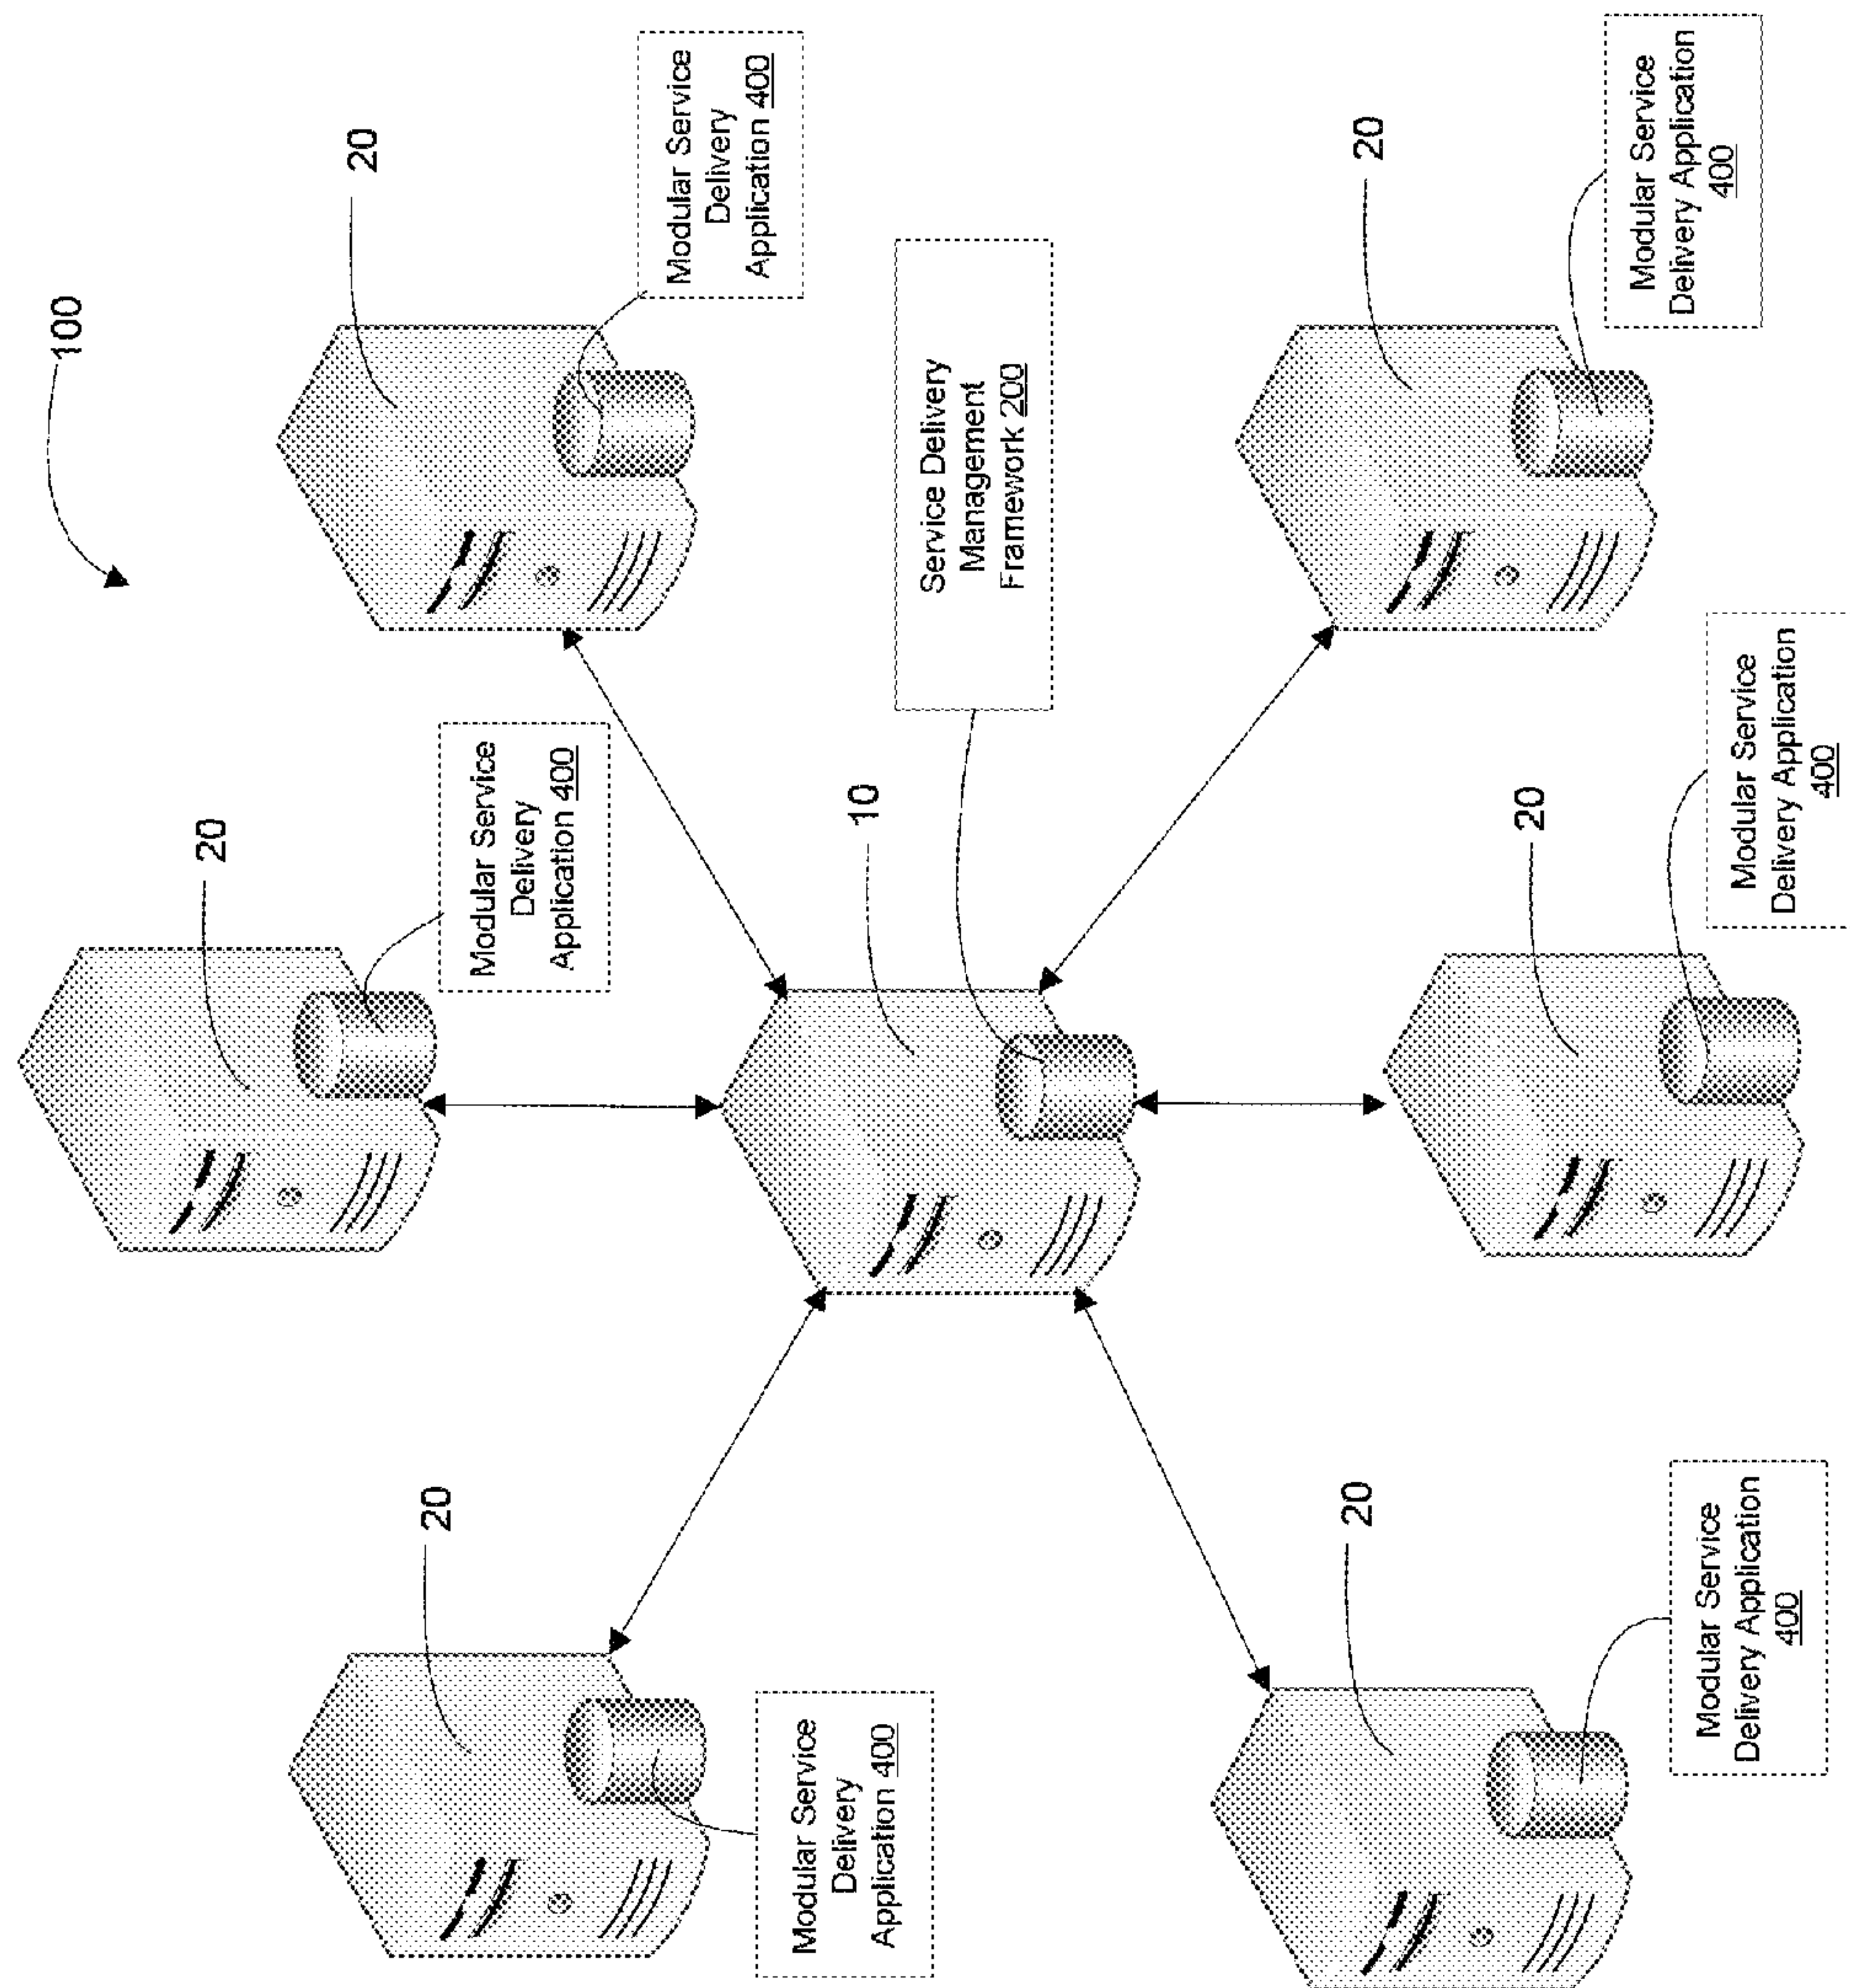 100
20
20
20
Modular Service
Delivery
Application 400
Modular Service
Delivery
Application 400
Modular Service
Delivery
Application 400
10
Service Delivery
Management
Framework 200
20
20
20
Modular Service
Delivery Application
400
Modular Service
Delivery Application
400
Modular Service
Delivery Application
400